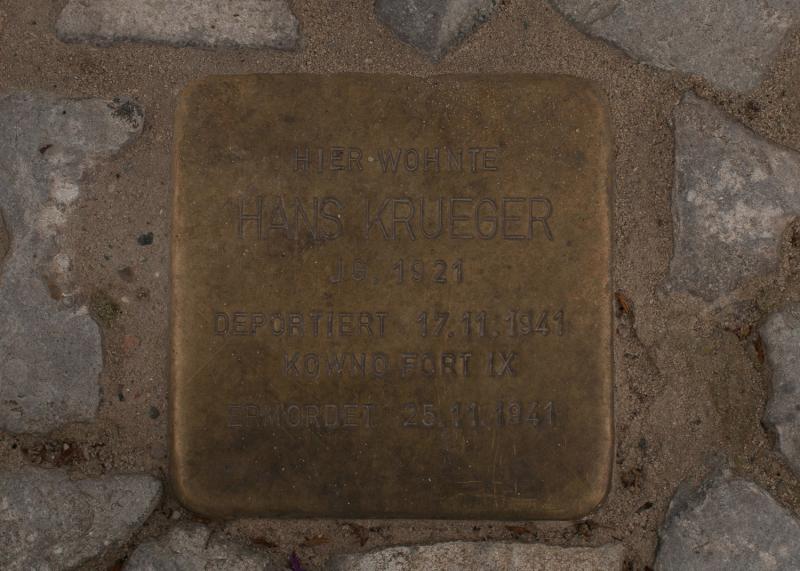 HIER WOHNTE
HANS KRUEGER
JG. 1921
DEPORTIERT 17.11.1941
KOWNO FORT IX
ERMORDET 25.11.1941